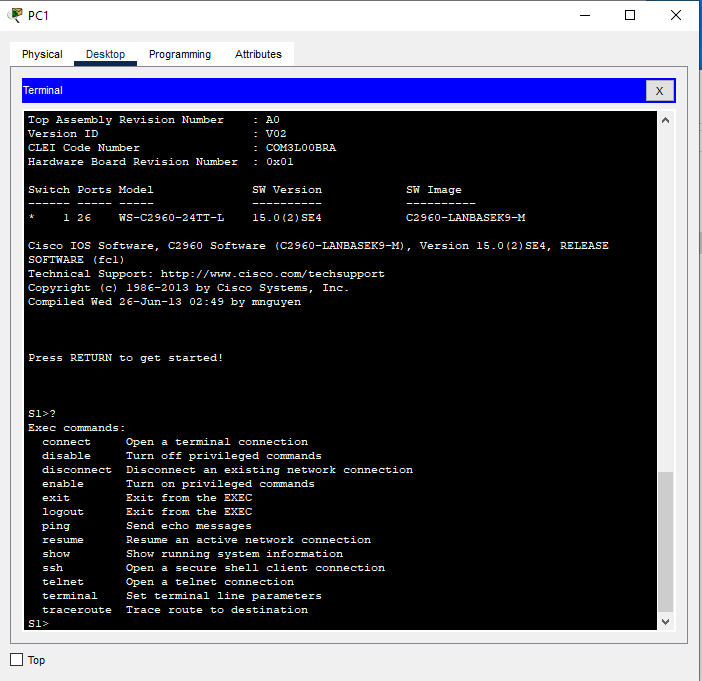 PC1
Physical Desktop Programming Attributes
Terminal X
Top Assembly Revision Number    : A0
Version ID                      : V02
CLEI Code Number                : COM3L00BRA
Hardware Board Revision Number  : 0x01
Switch Ports Model              SW Version            SW Image
------ ----- -----              ----------            ----------
*    1 26    WS-C2960-24TT-L    15.0(2)SE4            C2960-LANBASEK9-M
Cisco IOS Software, C2960 Software (C2960-LANBASEK9-M), Version 15.0(2)SE4, RELEASE
SOFTWARE (fc1)
Technical Support: http://www.cisco.com/techsupport
Copyright (c) 1986-2013 by Cisco Systems, Inc.
Compiled Wed 26-Jun-13 02:49 by mnguyen
Press RETURN to get started!
S1>?
Exec commands:
  connect     Open a terminal connection
  disable     Turn off privileged commands
  disconnect  Disconnect an existing network connection
  enable      Turn on privileged commands
  exit        Exit from the EXEC
  logout      Exit from the EXEC
  ping        Send echo messages
  resume      Resume an active network connection
  show        Show running system information
  ssh         Open a secure shell client connection
  telnet      Open a telnet connection
  terminal    Set terminal line parameters
  traceroute  Trace route to destination
S1>
Top